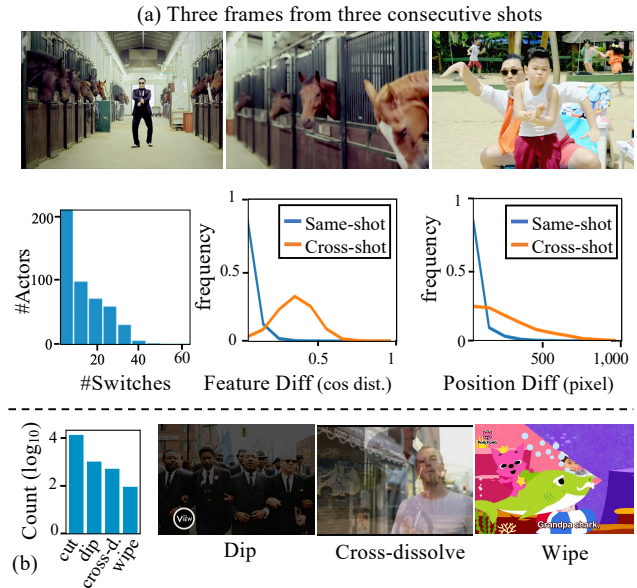 (a) Three frames from three consecutive shots
200
100
0
20
40
60
#Actors
#Switches
1
0.5
0
0.5
1
frequency
Same-shot
Cross-shot
Feature Diff (cos dist.)
1
0.5
0
500
1,000
frequency
Same-shot
Cross-shot
Position Diff (pixel)
4
2
0
Count (log10)
cut
dip
cross-d.
wipe
(b)
THE VIEW
Dip
Cross-dissolve
Pinkfong
Grandpa shark,
Wipe